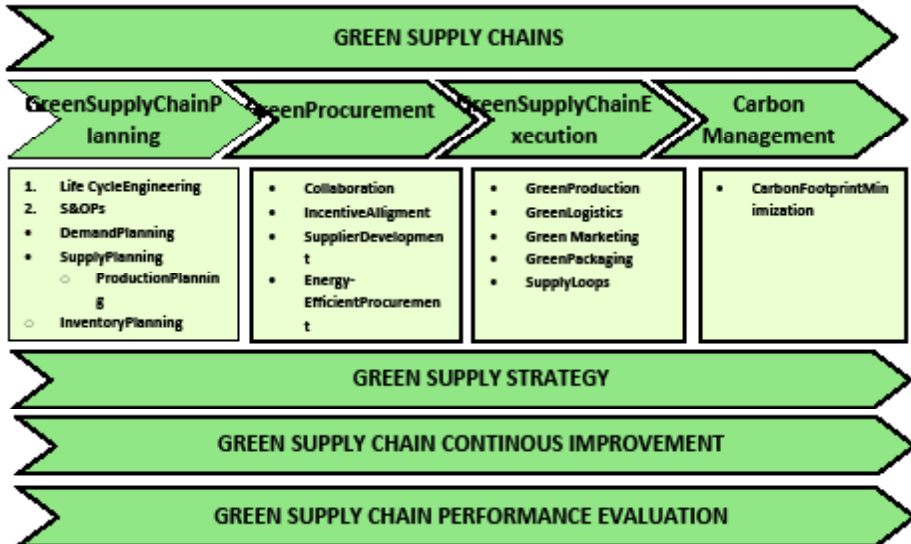 GREEN SUPPLY CHAINS
GreenSupplyChainP
lanning
GreenProcurement
GreenSupplyChainE
xecution
Carbon
Management
1. Life CycleEngineering
2. S&OPs
• DemandPlanning
• SupplyPlanning
○ ProductionPlannin
g
○ InventoryPlanning
• Collaboration
• IncentiveAlligment
• SupplierDevelopmen
t
• Energy-
EfficientProcuremen
t
• GreenProduction
• GreenLogistics
• Green Marketing
• GreenPackaging
• SupplyLoops
• CarbonFootprintMin
imization
GREEN SUPPLY STRATEGY
GREEN SUPPLY CHAIN CONTINOUS IMPROVEMENT
GREEN SUPPLY CHAIN PERFORMANCE EVALUATION